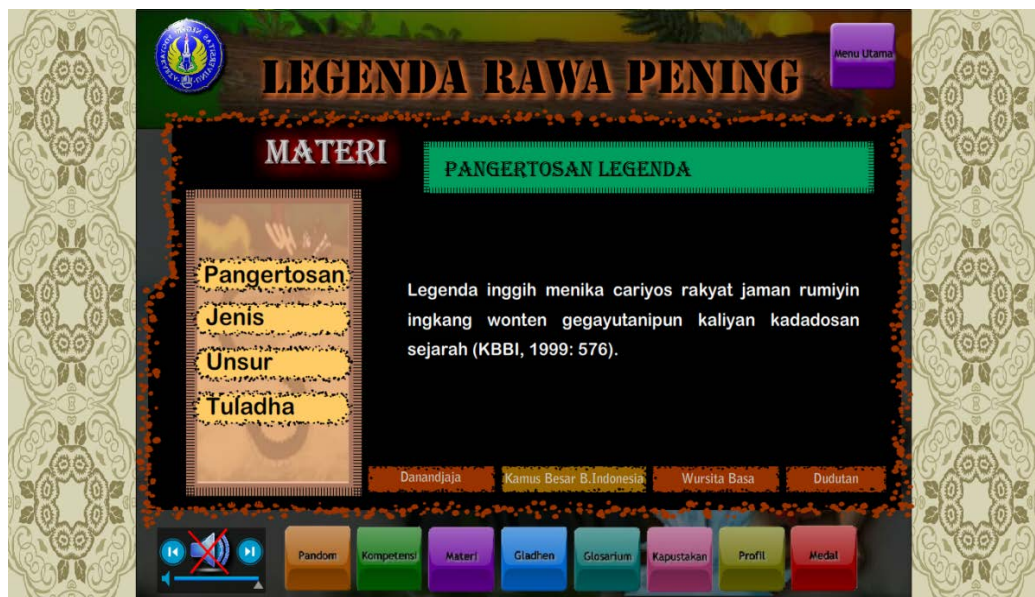 LEGENDA RAWA PENING
Menu Utama
MATERI
PANGERTOSAN LEGENDA
Pangertosan
Jenis
Unsur
Tuladha
Legenda inggih menika cariyos rakyat jaman rumiyin
ingkang wonten gegayutanipun kaliyan kadadosan
sejarah (KBBI, 1999: 576).
Danandjaja
Kamus Besar B.Indonesia
Wursita Basa
Dudutan
Pandom
Kompetensi
Materi
Gladhen
Glosarium
Kapustakan
Profil
Medal